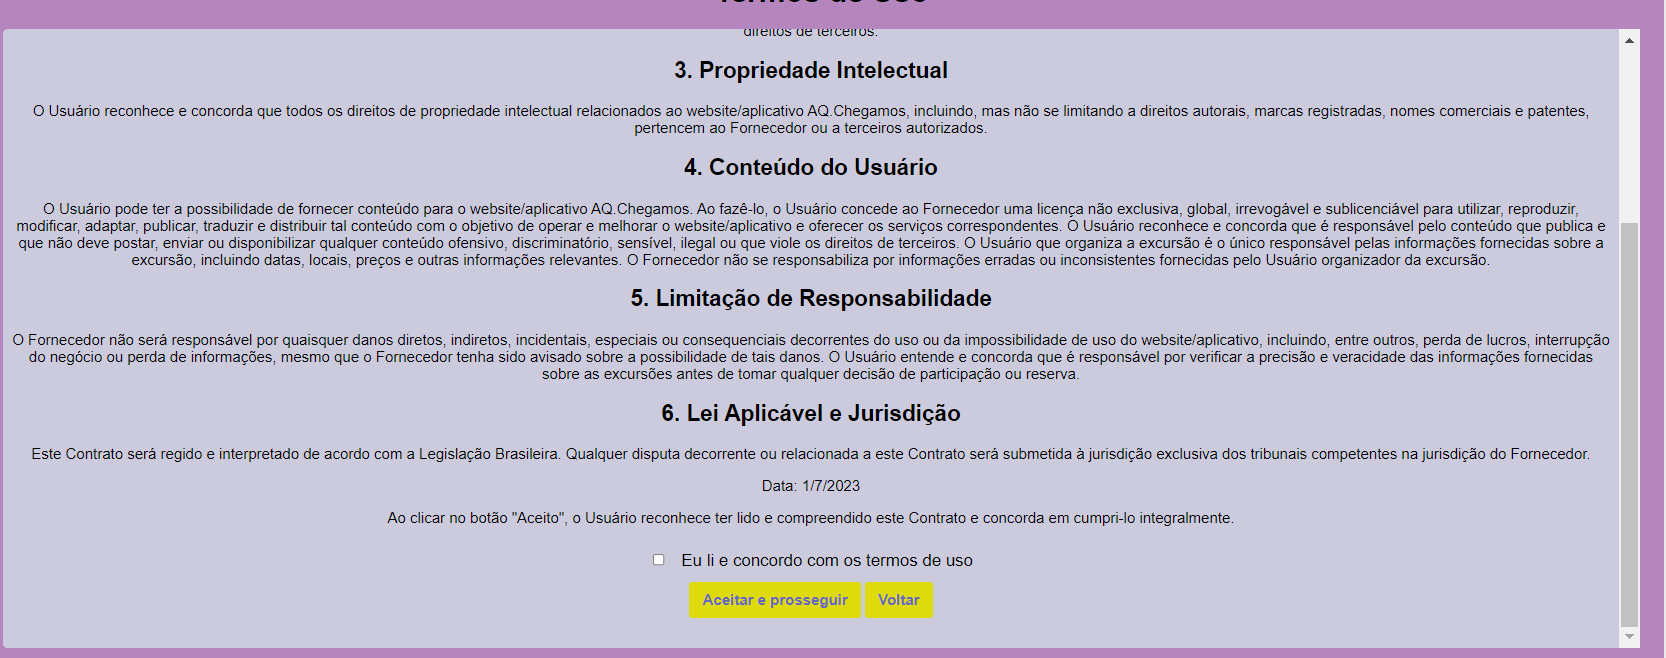 Termos de Uso
direitos de terceiros.
3. Propriedade Intelectual
O Usuário reconhece e concorda que todos os direitos de propriedade intelectual relacionados ao website/aplicativo AQ.Chegamos, incluindo, mas não se limitando a direitos autorais, marcas registradas, nomes comerciais e patentes,
pertencem ao Fornecedor ou a terceiros autorizados.
4. Conteúdo do Usuário
O Usuário pode ter a possibilidade de fornecer conteúdo para o website/aplicativo AQ.Chegamos. Ao fazê-lo, o Usuário concede ao Fornecedor uma licença não exclusiva, global, irrevogável e sublicenciável para utilizar, reproduzir,
modificar, adaptar, publicar, traduzir e distribuir tal conteúdo com o objetivo de operar e melhorar o website/aplicativo e oferecer os serviços correspondentes. O Usuário reconhece e concorda que é responsável pelo conteúdo que publica e
que não deve postar, enviar ou disponibilizar qualquer conteúdo ofensivo, discriminatório, sensível, ilegal ou que viole os direitos de terceiros. O Usuário que organiza a excursão é o único responsável pelas informações fornecidas sobre a
excursão, incluindo datas, locais, preços e outras informações relevantes. O Fornecedor não se responsabiliza por informações erradas ou inconsistentes fornecidas pelo Usuário organizador da excursão.
5. Limitação de Responsabilidade
O Fornecedor não será responsável por quaisquer danos diretos, indiretos, incidentais, especiais ou consequenciais decorrentes do uso ou da impossibilidade de uso do website/aplicativo, incluindo, entre outros, perda de lucros, interrupção
do negócio ou perda de informações, mesmo que o Fornecedor tenha sido avisado sobre a possibilidade de tais danos. O Usuário entende e concorda que é responsável por verificar a precisão e veracidade das informações fornecidas
sobre as excursões antes de tomar qualquer decisão de participação ou reserva.
6. Lei Aplicável e Jurisdição
Este Contrato será regido e interpretado de acordo com a Legislação Brasileira. Qualquer disputa decorrente ou relacionada a este Contrato será submetida à jurisdição exclusiva dos tribunais competentes na jurisdição do Fornecedor.
Data: 1/7/2023
Ao clicar no botão "Aceito", o Usuário reconhece ter lido e compreendido este Contrato e concorda em cumpri-lo integralmente.
Eu li e concordo com os termos de uso
Aceitar e prosseguir Voltar